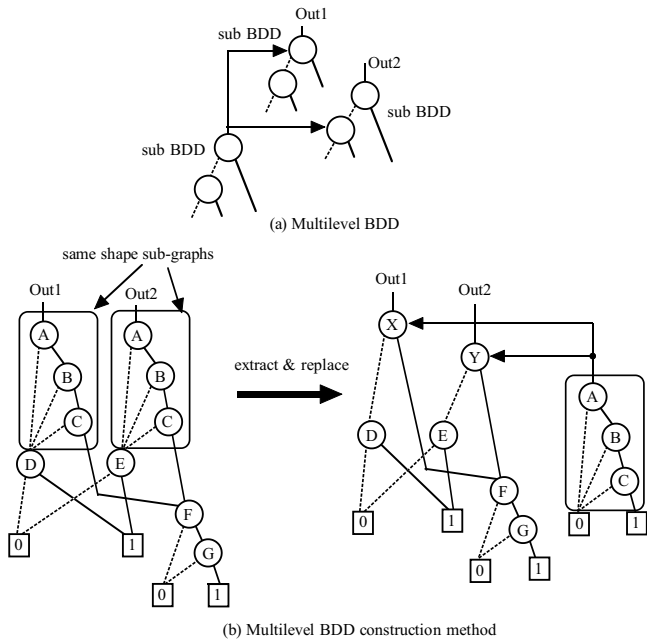 Out1
sub BDD
Out2
sub BDD
sub BDD
(a) Multilevel BDD
same shape sub-graphs
Out1
Out2
A
A
B
B
C
C
D
E
F
G
0
1
0
1
extract & replace
Out1
Out2
X
Y
A
B
C
D
E
F
G
0
1
0
1
0
1
(b) Multilevel BDD construction method